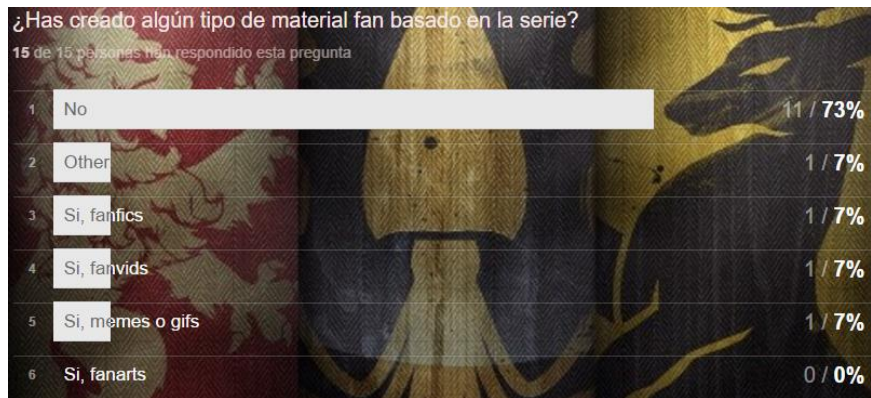 ¿Has creado algún tipo de material fan basado en la serie?
15 de 15 personas han respondido esta pregunta
1 No 11 / 73%
2 Other 1 / 7%
3 Si, fanfics 1 / 7%
4 Si, fanvids 1 / 7%
5 Si, memes o gifs 1 / 7%
6 Si, fanarts 0 / 0%